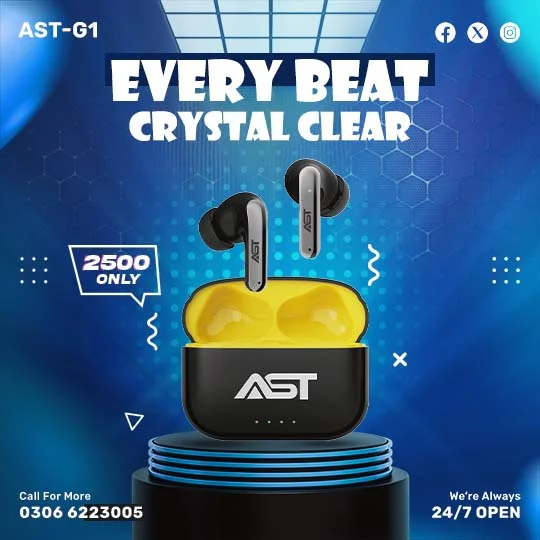 AST-G1
EVERY BEAT
CRYSTAL CLEAR
AST
AST
2500
ONLY
AST
Call For More
0306 6223005
We're Always
24/7 OPEN